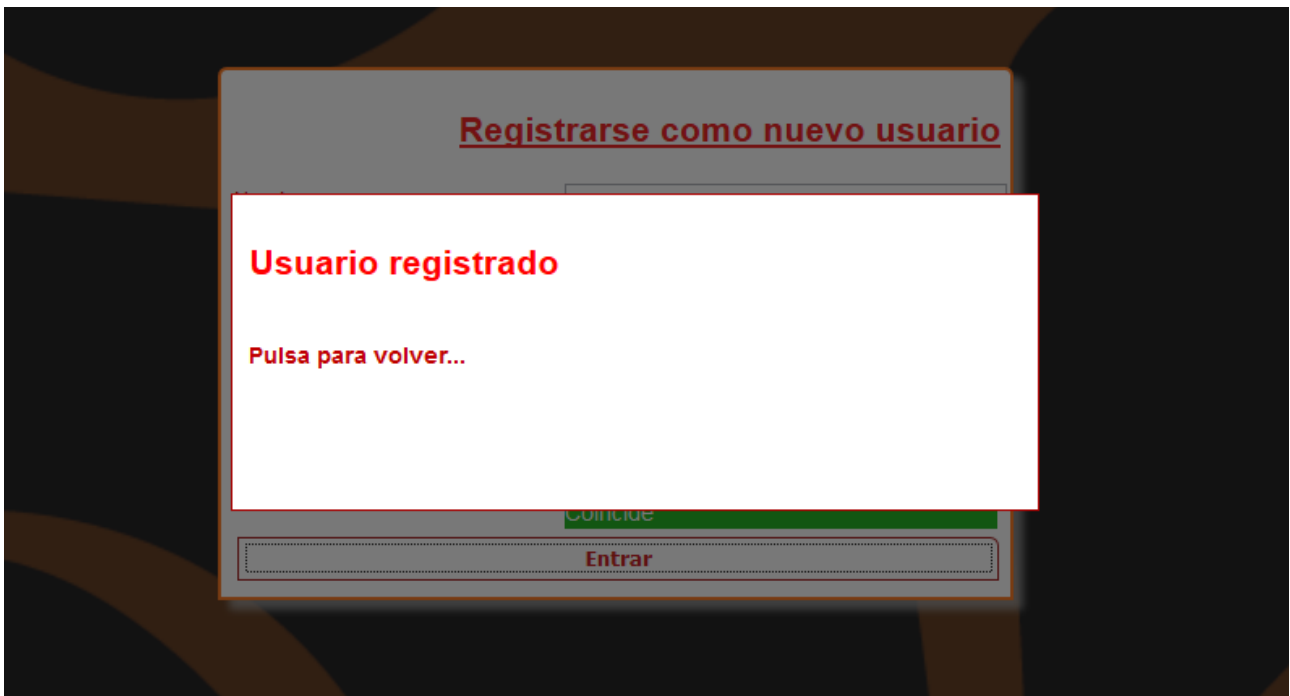 Registrarse como nuevo usuario
Usuario registrado
Pulsa para volver...
Coincide
Entrar